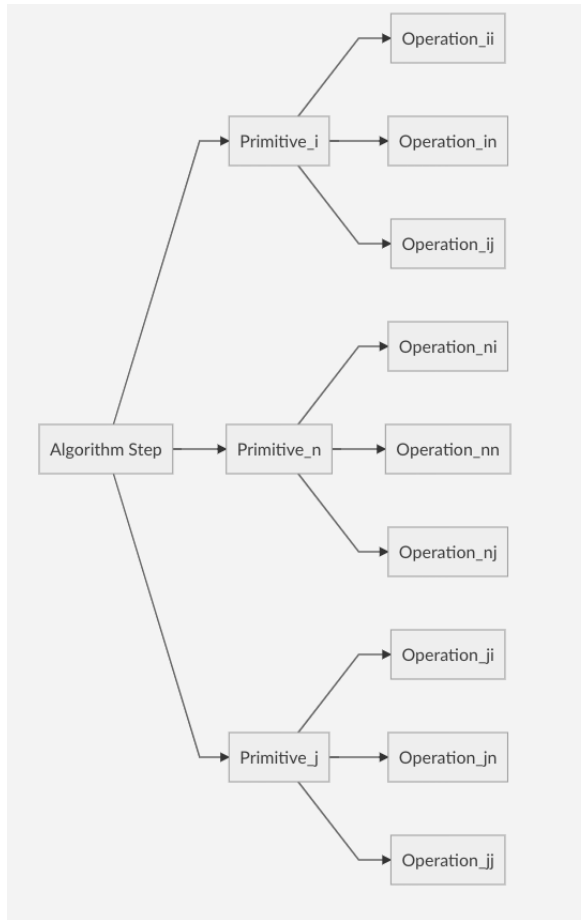 Operation_ii
Primitive_i
Operation_in
Operation_ij
Operation_ni
Algorithm Step
Primitive_n
Operation_nn
Operation_nj
Operation_ji
Primitive_j
Operation_jn
Operation_jj